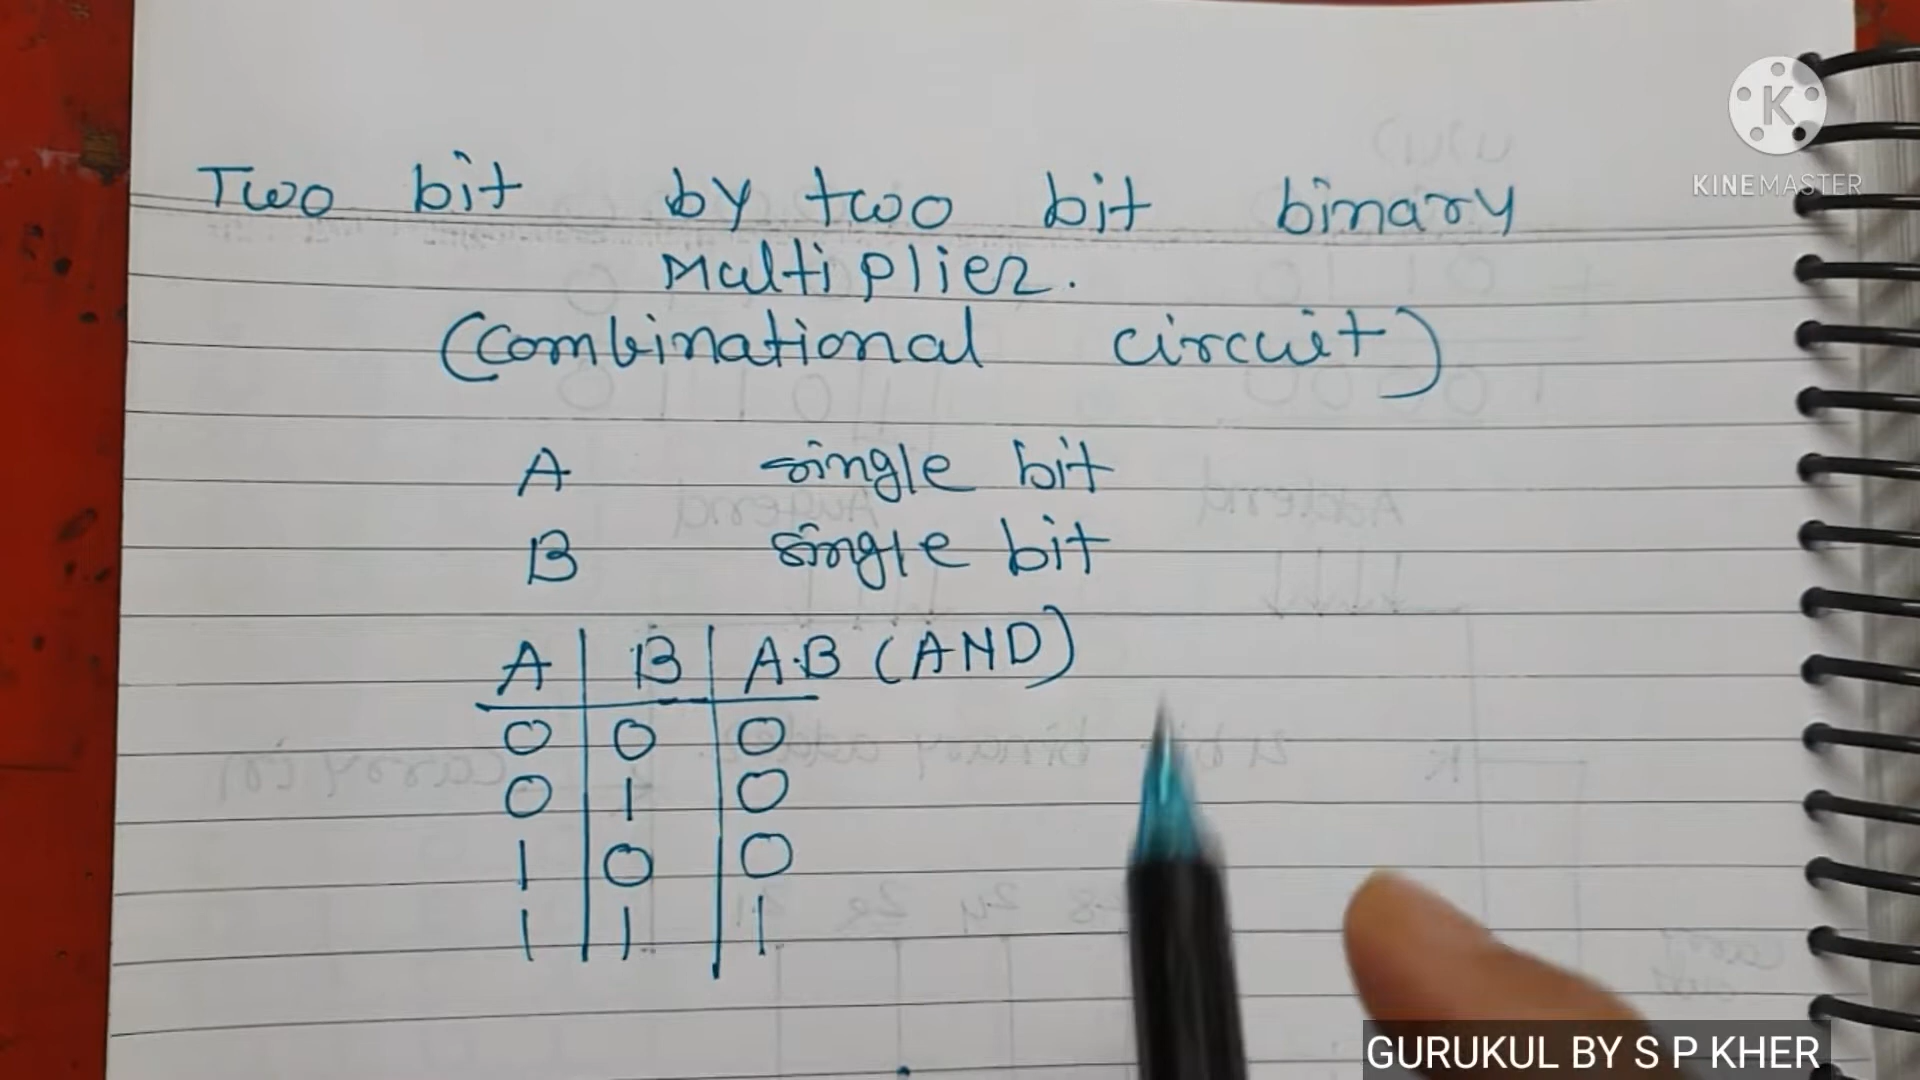 KINEMASTER
Two bit by two bit binary
Multiplier.
(Combinational circuit)
A single bit
B single bit
A B A.B (AND)
0 0 0
0 1 0
1 0 0
1 1 1
GURUKUL BY S P KHER